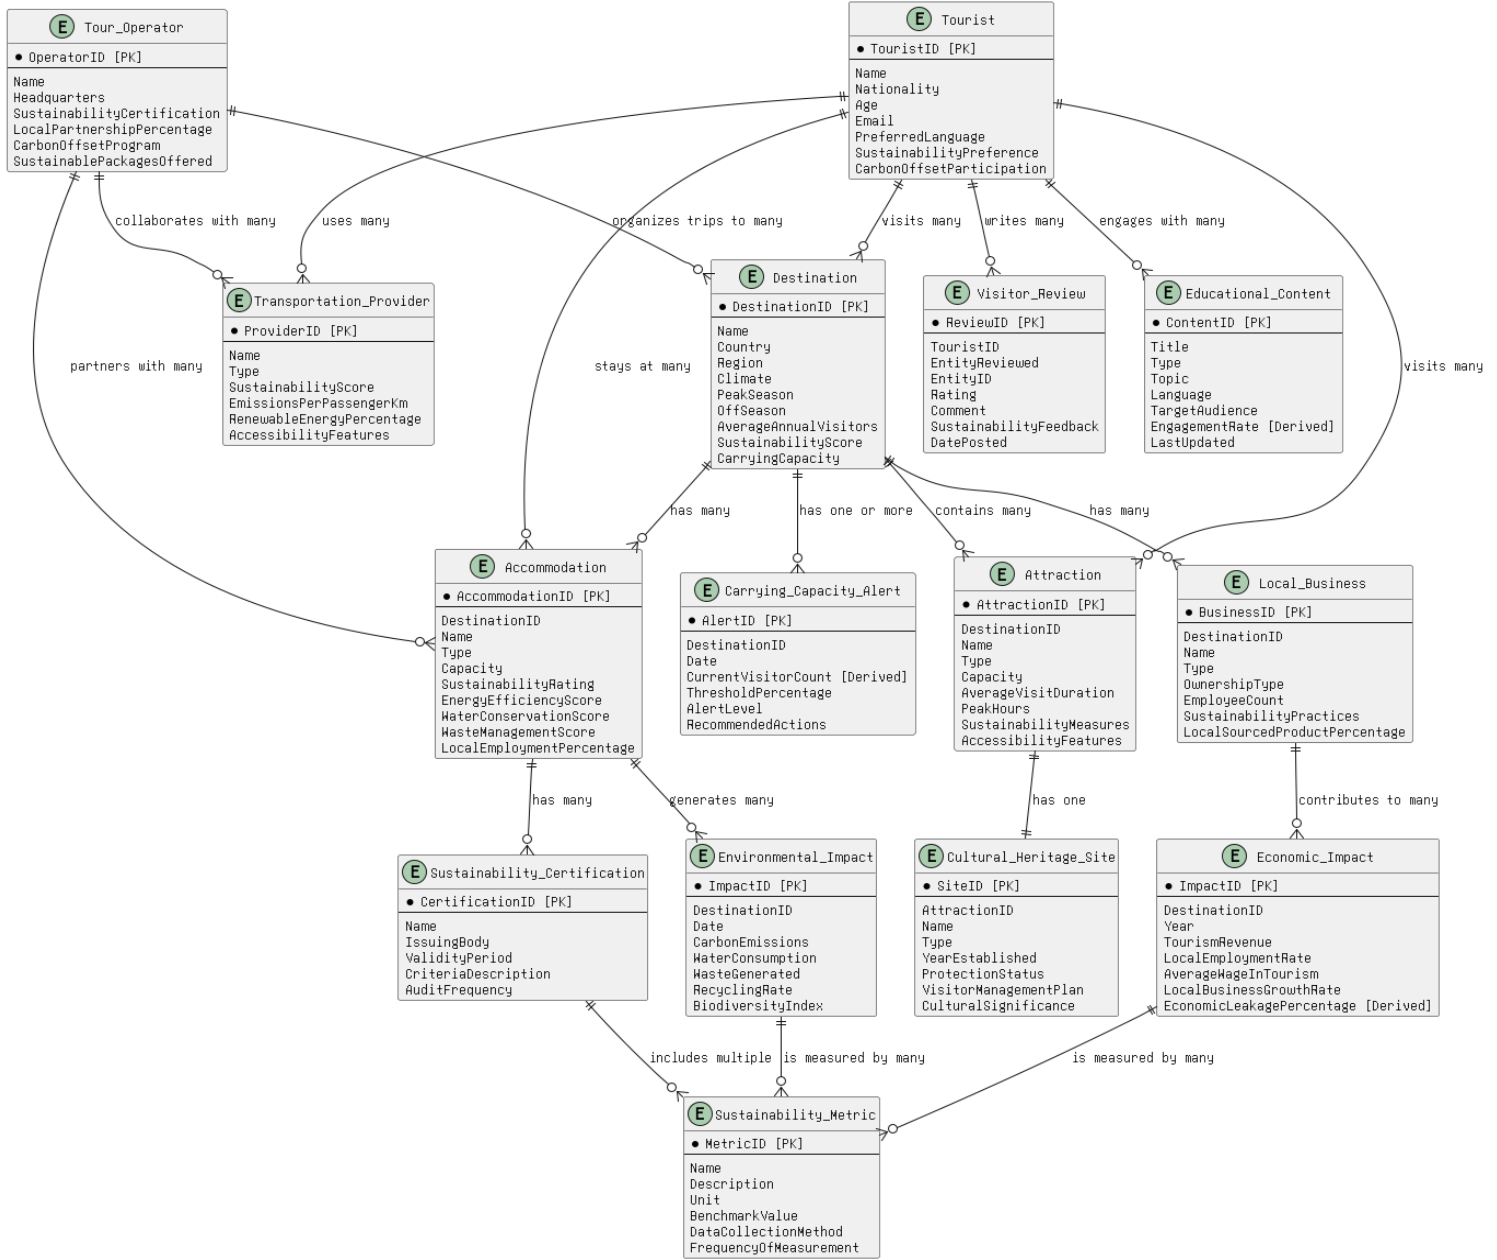 E Tour_Operator
OperatorID [PK]
Name
Headquarters
SustainabilityCertification
LocalPartnershipPercentage
CarbonOffsetProgram
SustainablePackagesOffered
E Tourist
TouristID [PK]
Name
Nationality
Age
Email
PreferredLanguage
SustainabilityPreference
CarbonOffsetParticipation
collaborates with many
uses many
organizes trips to many
visits many
writes many
engages with many
E Transportation_Provider
ProviderID [PK]
Name
Type
SustainabilityScore
EmissionsPerPassengerKm
RenewableEnergyPercentage
AccessibilityFeatures
E Destination
DestinationID [PK]
Name
Country
Region
Climate
PeakSeason
OffSeason
AverageAnnualVisitors
SustainabilityScore
CarryingCapacity
E Visitor_Review
ReviewID [PK]
TouristID
EntityReviewed
EntityID
Rating
Comment
SustainabilityFeedback
DatePosted
E Educational_Content
ContentID [PK]
Title
Type
Topic
Language
TargetAudience
EngagementRate [Derived]
LastUpdated
partners with many
stays at many
visits many
has many
has one or more
contains many
has many
E Accommodation
AccommodationID [PK]
DestinationID
Name
Type
Capacity
SustainabilityRating
EnergyEfficiencyScore
WaterConservationScore
WasteManagementScore
LocalEmploymentPercentage
E Carrying_Capacity_Alert
AlertID [PK]
DestinationID
Date
CurrentVisitorCount [Derived]
ThresholdPercentage
AlertLevel
RecommendedActions
E Attraction
AttractionID [PK]
DestinationID
Name
Type
Capacity
AverageVisitDuration
PeakHours
SustainabilityMeasures
AccessibilityFeatures
E Local_Business
BusinessID [PK]
DestinationID
Name
Type
OwnershipType
EmployeeCount
SustainabilityPractices
LocalSourcedProductPercentage
has many
generates many
has one
contributes to many
E Sustainability_Certification
CertificationID [PK]
Name
IssuingBody
ValidityPeriod
CriteriaDescription
AuditFrequency
E Environmental_Impact
ImpactID [PK]
DestinationID
Date
CarbonEmissions
WaterConsumption
WasteGenerated
RecyclingRate
BiodiversityIndex
E Cultural_Heritage_Site
SiteID [PK]
AttractionID
Name
Type
YearEstablished
ProtectionStatus
VisitorManagementPlan
CulturalSignificance
E Economic_Impact
ImpactID [PK]
DestinationID
Year
TourismRevenue
LocalEmploymentRate
AverageWageInTourism
LocalBusinessGrowthRate
EconomicLeakagePercentage [Derived]
includes multiple
is measured by many
is measured by many
E Sustainability_Metric
MetricID [PK]
Name
Description
Unit
BenchmarkValue
DataCollectionMethod
FrequencyOfMeasurement